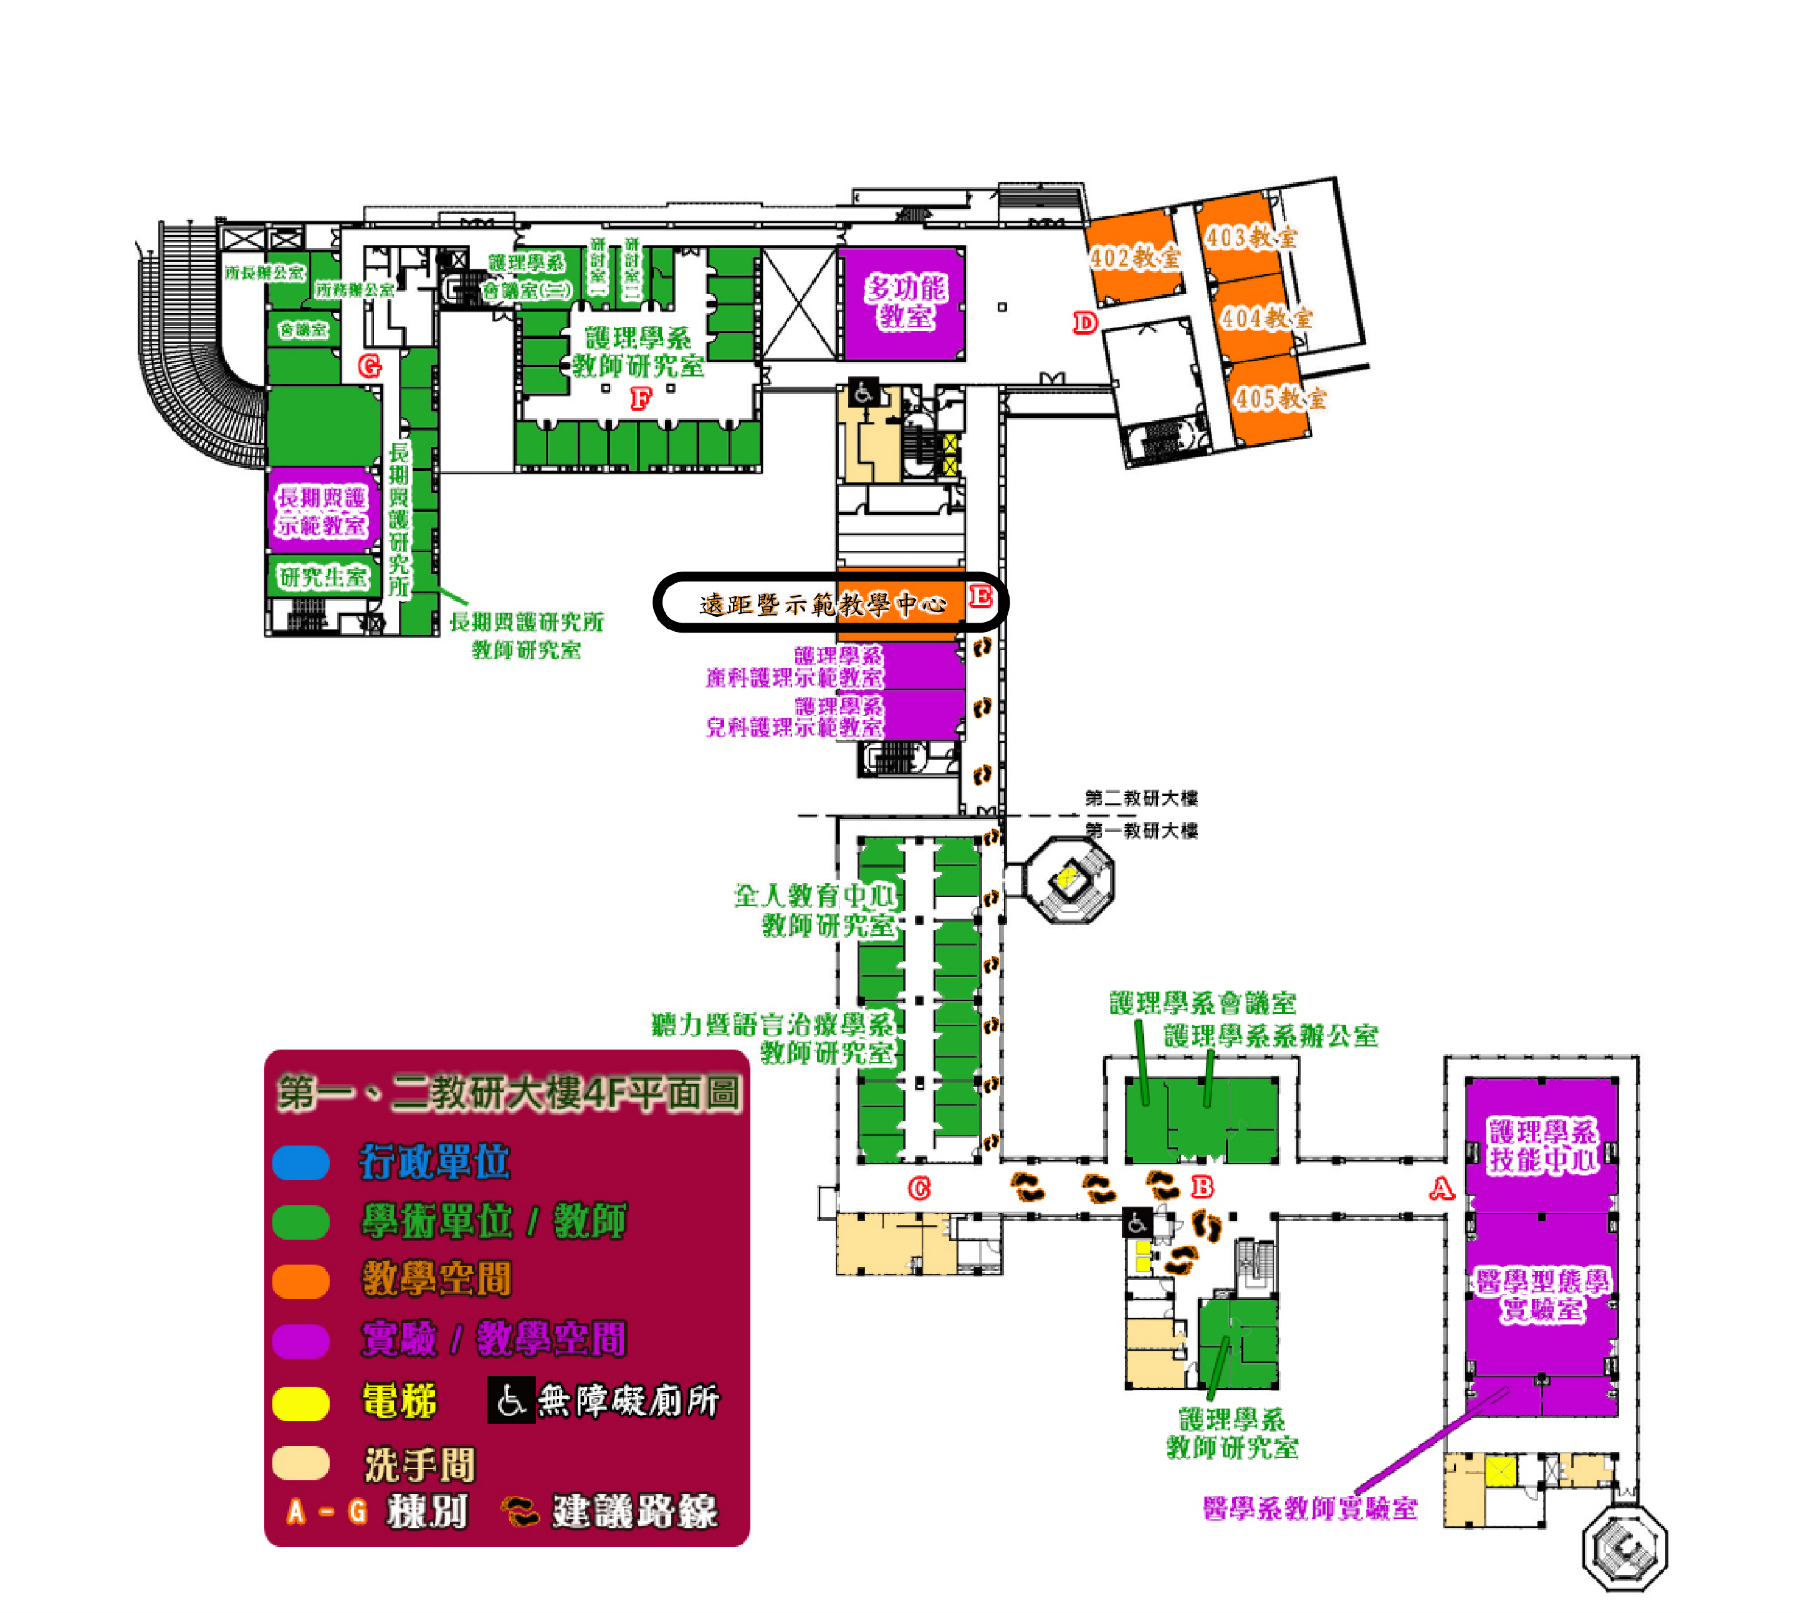 402教室
403教室
404教室
405教室
D
多功能
教室
護理學系
會議室(三)
研討室一
研討室二
護理學系
教師研究室
F
所長辦公室
所務辦公室
會議室
G
長期照護
示範教室
研究生室
長期照護研究所
長期照護研究所
教師研究室
遠距暨示範教學中心
E
護理學系
產科護理示範教室
護理學系
兒科護理示範教室
第二教研大樓
第一教研大樓
全人教育中心
教師研究室
聽力暨語言治療學系
教師研究室
護理學系會議室
護理學系系辦公室
C
B
A
護理學系
技能中心
醫學型態學
實驗室
護理學系
教師研究室
醫學系教師實驗室
第一、二教研大樓4F平面圖
行政單位
學術單位 / 教師
教學空間
實驗 / 教學空間
電梯
無障礙廁所
洗手間
A - G 棟別
建議路線